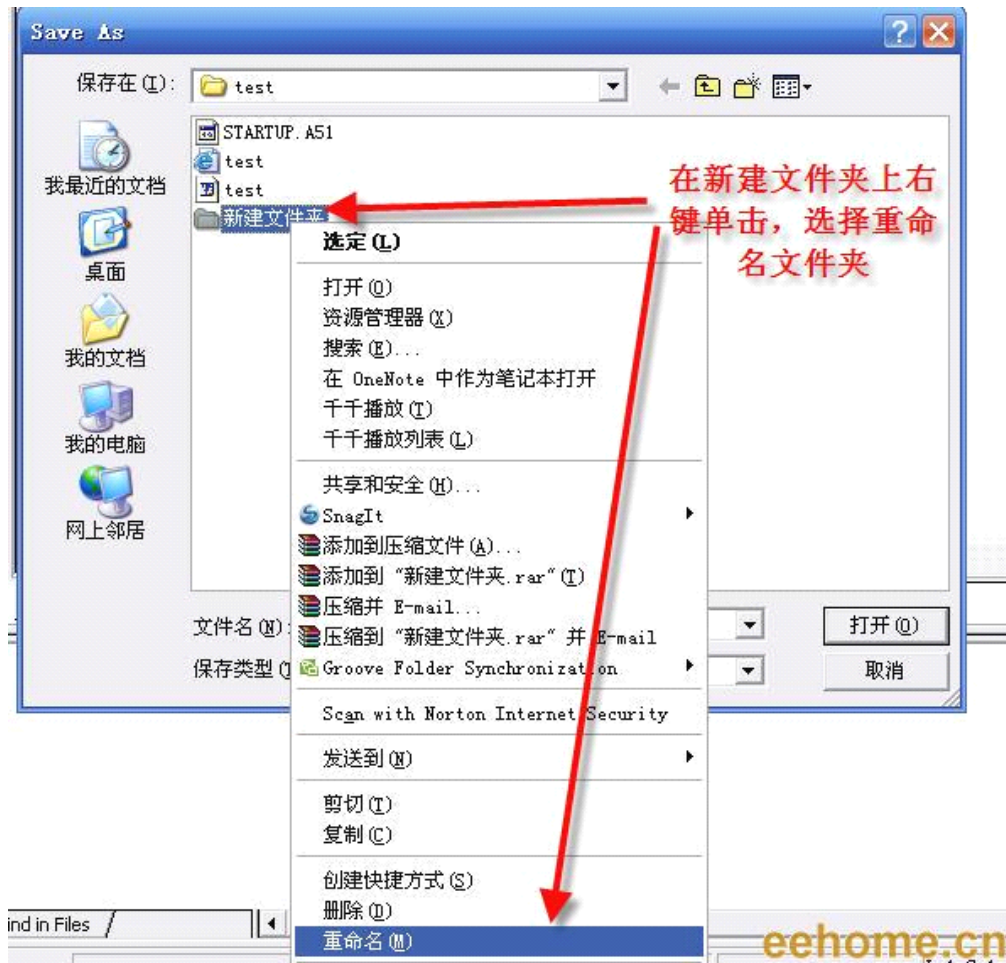 Save As
保存在(I):
test
STARTUP.A51
test
test
新建文件夹
我最近的文档
桌面
我的文档
我的电脑
网上邻居
在新建文件夹上右
键单击，选择重命
名文件夹
选定(L)
打开(O)
资源管理器(X)
搜索(E)...
在 OneNote 中作为笔记本打开
千千播放(T)
千千播放列表(L)
共享和安全(H)...
SnagIt
添加到压缩文件(A)...
添加到 "新建文件夹.rar"(T)
压缩并 E-mail...
压缩到 "新建文件夹.rar" 并 E-mail
Groove Folder Synchronization
Scan with Norton Internet Security
发送到(N)
剪切(T)
复制(C)
创建快捷方式(S)
删除(D)
重命名(M)
文件名(N):
打开(O)
保存类型(T
取消
ind in Files
eehome.cn